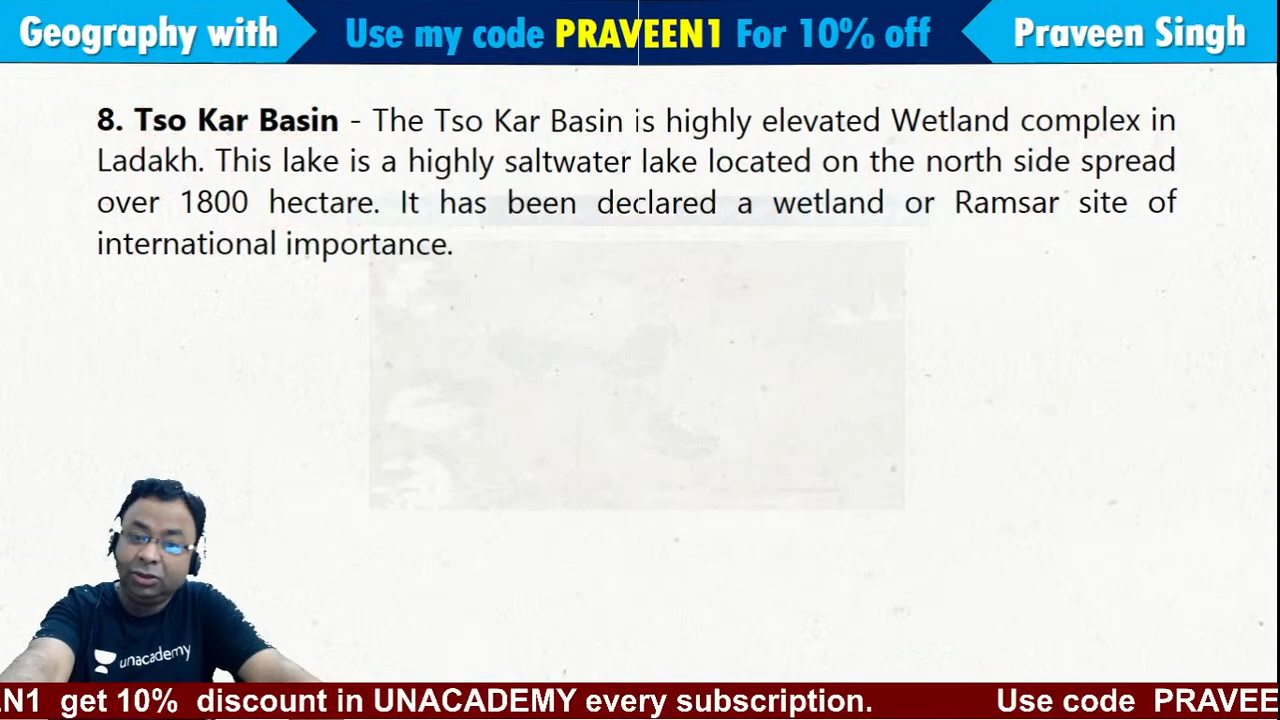 Geography with
Use my code PRAVEEN1 For 10% off
Praveen Singh
8. Tso Kar Basin - The Tso Kar Basin is highly elevated Wetland complex in
Ladakh. This lake is a highly saltwater lake located on the north side spread
over 1800 hectare. It has been declared a wetland or Ramsar site of
international importance.
unacademy
N1 get 10% discount in UNACADEMY every subscription. Use code PRAVEE